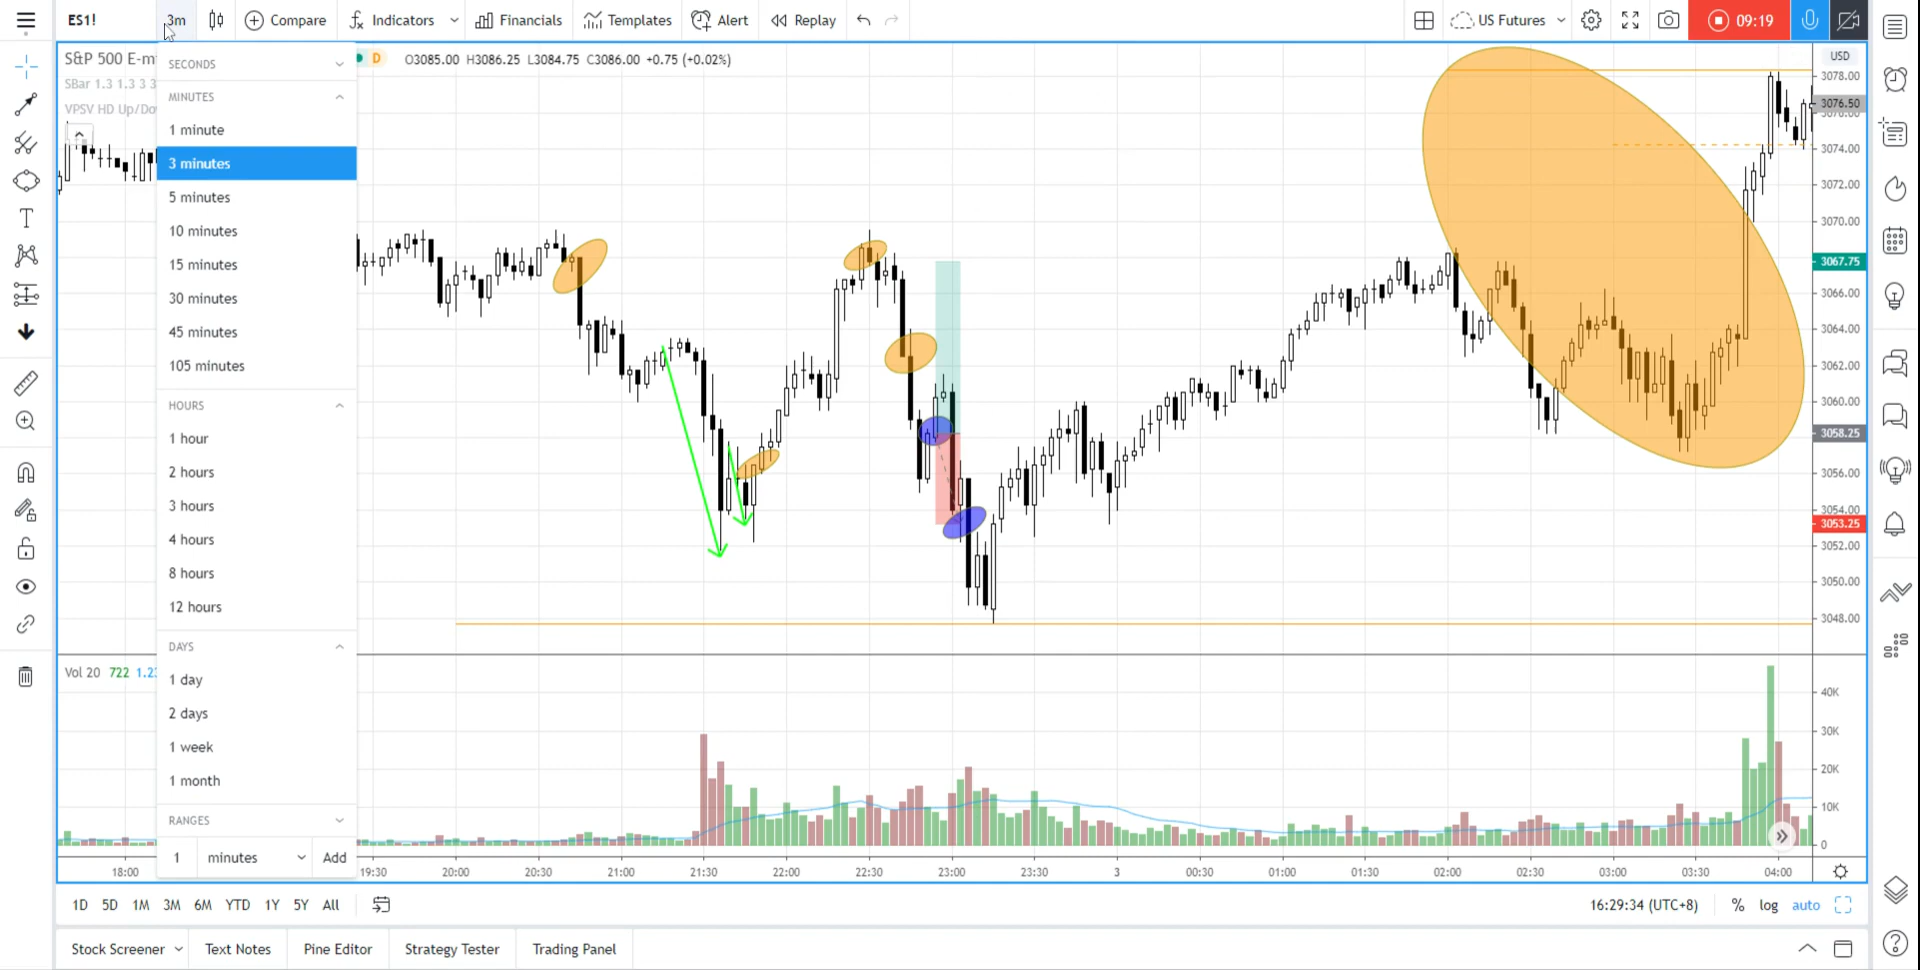 ES1!
3m
Compare
Indicators
Financials
Templates
Alert
Replay
US Futures
09:19
S&P 500 E-m
D
O3085.00 H3086.25 L3084.75 C3086.00 +0.75 (+0.02%)
SBar 1.3 1.3 3 3
VPSV HD Up/Do
SECONDS
MINUTES
1 minute
3 minutes
5 minutes
10 minutes
15 minutes
30 minutes
45 minutes
105 minutes
HOURS
1 hour
2 hours
3 hours
4 hours
8 hours
12 hours
DAYS
1 day
2 days
1 week
1 month
RANGES
1 minutes Add
USD
3078.00
3076.50
3076.00
3074.00
3072.00
3070.00
3067.75
3066.00
3064.00
3062.00
3060.00
3058.25
3056.00
3054.00
3053.25
3052.00
3050.00
3048.00
Vol 20 722 1.23
40K
30K
20K
10K
0
18:00 19:30 20:00 20:30 21:00 21:30 22:00 22:30 23:00 23:30 3 00:30 01:00 01:30 02:00 02:30 03:00 03:30 04:00
1D 5D 1M 3M 6M YTD 1Y 5Y All
16:29:34 (UTC+8) % log auto
Stock Screener Text Notes Pine Editor Strategy Tester Trading Panel